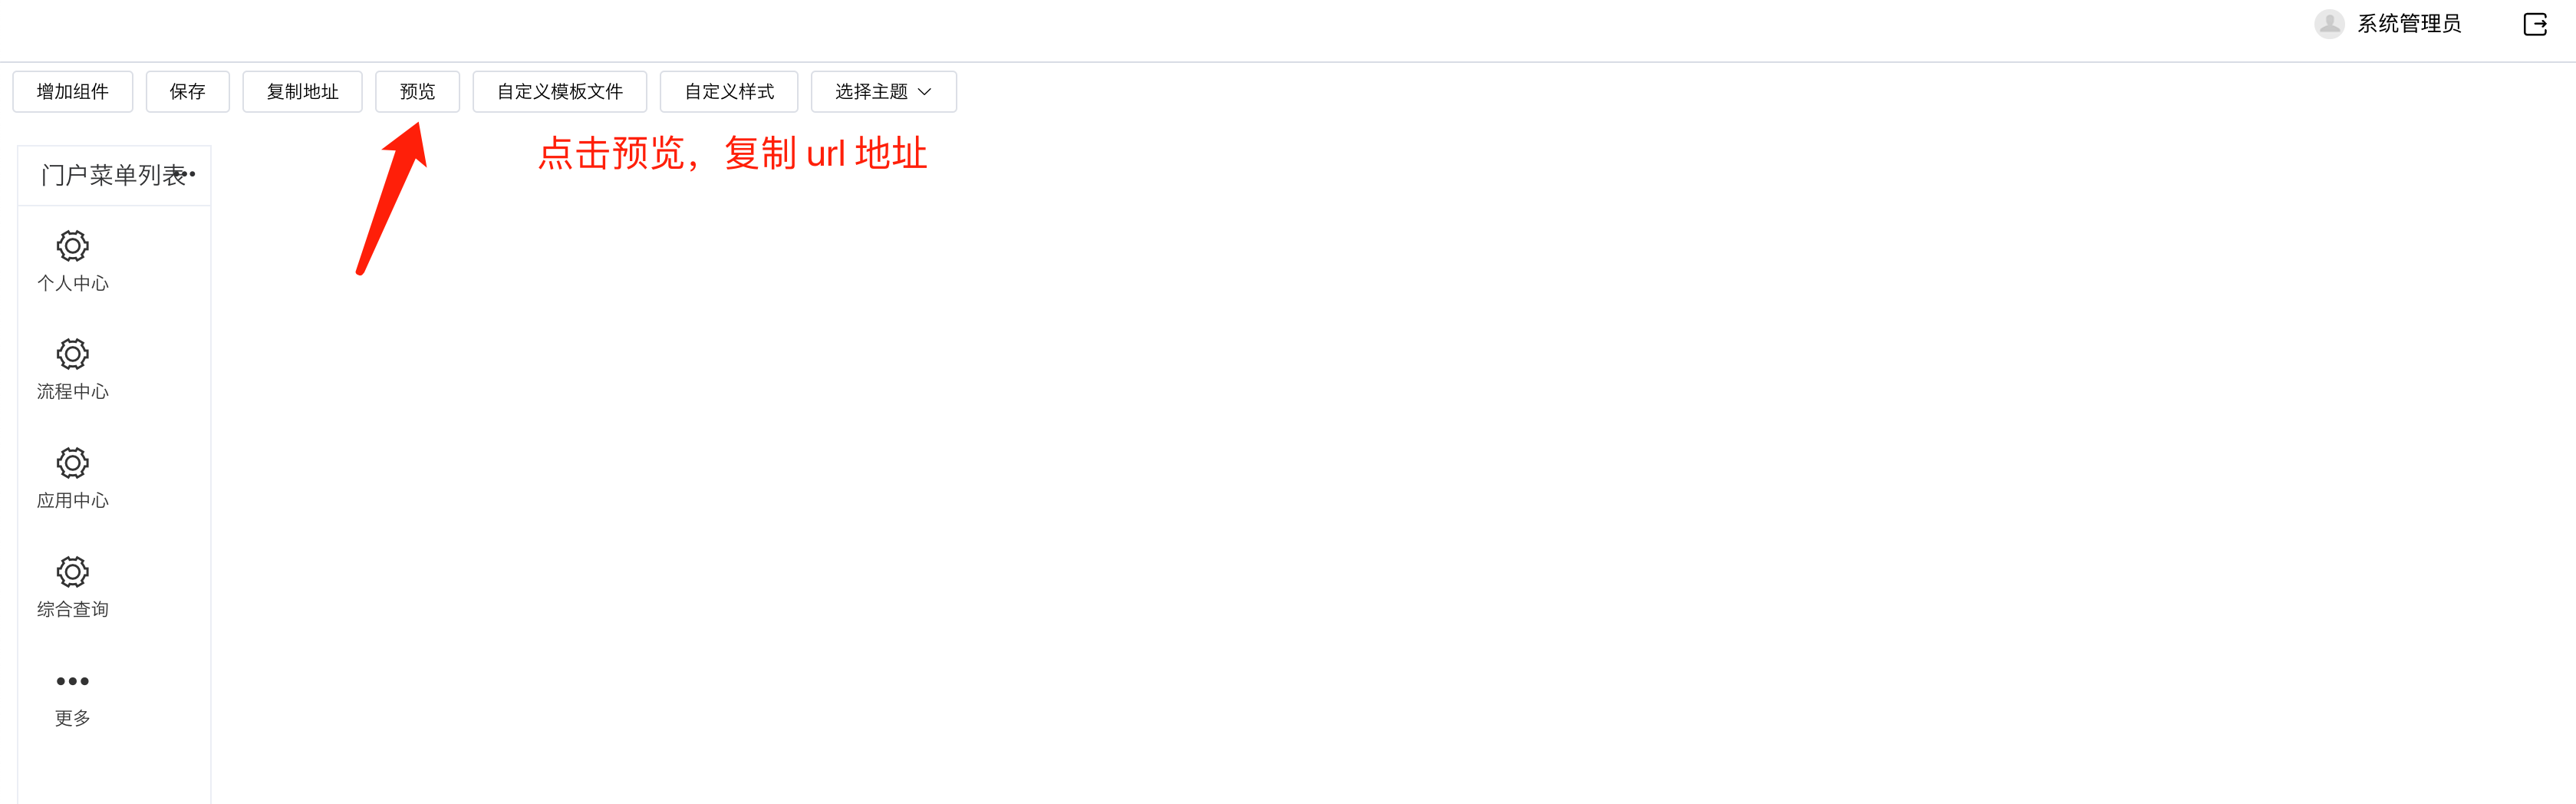 系统管理员
增加组件 保存 复制地址 预览 自定义模板文件 自定义样式 选择主题
点击预览，复制 url 地址
门户菜单列表
个人中心
流程中心
应用中心
综合查询
更多